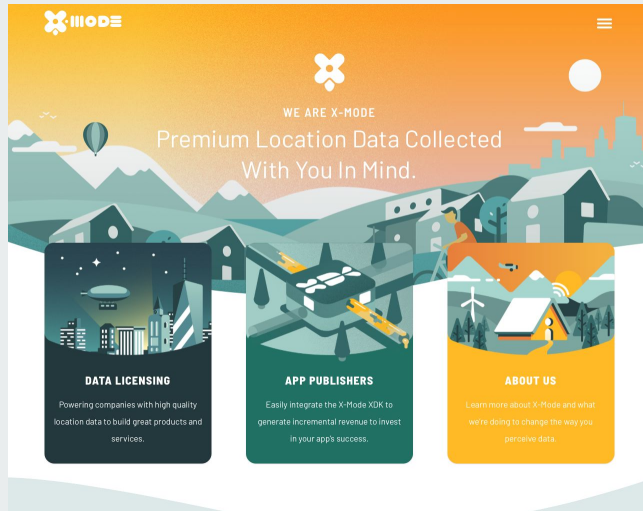 X-MODE
WE ARE X-MODE
Premium Location Data Collected
With You In Mind.
DATA LICENSING
Powering companies with high quality
location data to build great products and
services.
APP PUBLISHERS
Easily integrate the X-Mode XDK to
generate incremental revenue to invest
in your app's success.
ABOUT US
Learn more about X-Mode and what
we're doing to change the way you
perceive data.